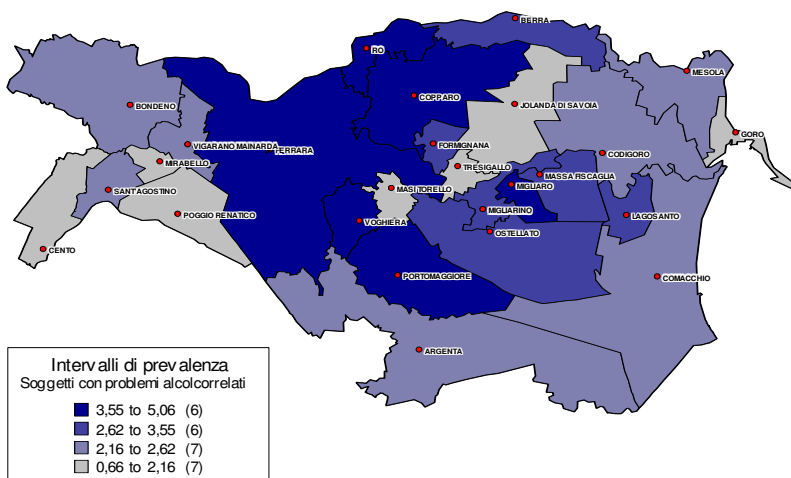 BERRA
RO
MESOLA
COPPARO
BONDENO
JOLANDA DI SAVOIA
GORO
VIGARANO MAINARDA
FORMIGNANA
FERRARA
CODIGORO
MIRABELLO
TRESIGALLO
MASSA FISCAGLIA
MIGLIARO
SANT'AGOSTINO
MASI TORELLO
POGGIO RENATICO
MIGLIARINO
LAGOSANTO
VOGHIERA
OSTELLATO
CENTO
PORTOMAGGIORE
COMACCHIO
ARGENTA
Intervalli di prevalenza
Soggetti con problemi alcolcorrelati
3,55 to 5,06 (6)
2,62 to 3,55 (6)
2,16 to 2,62 (7)
0,66 to 2,16 (7)